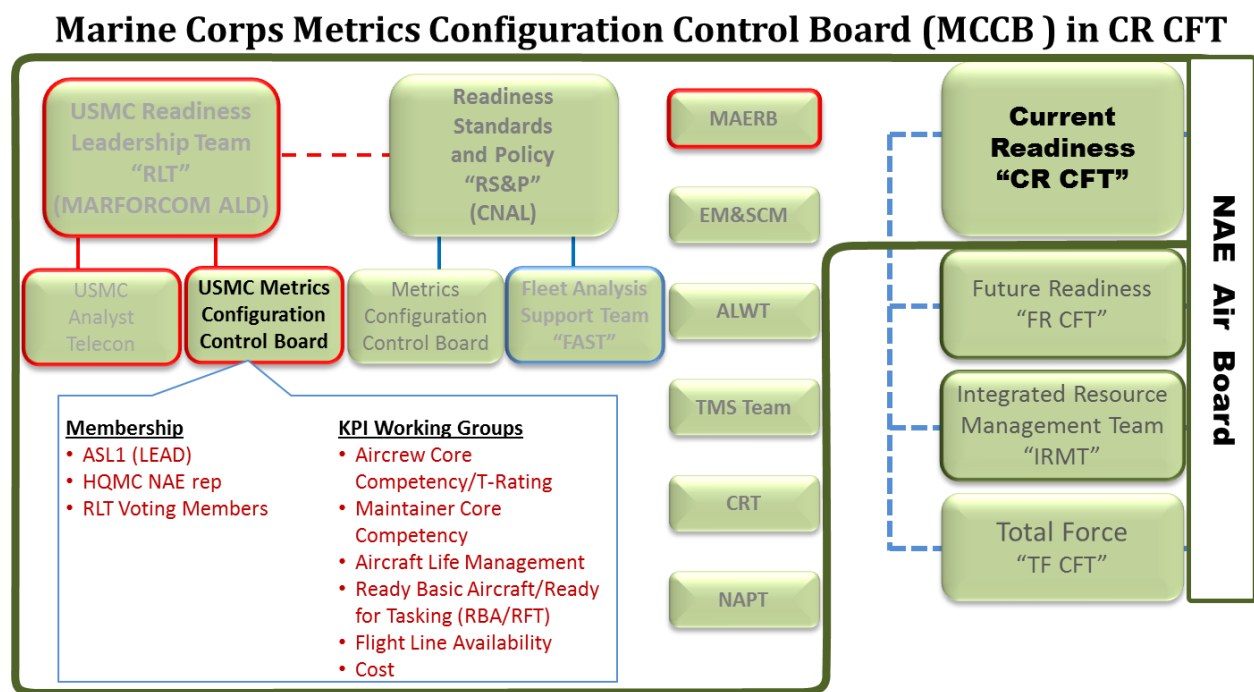 Marine Corps Metrics Configuration Control Board (MCCB ) in CR CFT
USMC Readiness
Leadership Team
“RLT”
(MARFORCOM ALD)
Readiness
Standards
and Policy
“RS&P”
(CNAL)
USMC
Analyst
Telecon
USMC Metrics
Configuration
Control Board
Metrics
Configuration
Control Board
Fleet Analysis
Support Team
“FAST”
Membership
• ASL1 (LEAD)
• HQMC NAE rep
• RLT Voting Members
KPI Working Groups
• Aircrew Core
Competency/T-Rating
• Maintainer Core
Competency
• Aircraft Life Management
• Ready Basic Aircraft/Ready
for Tasking (RBA/RFT)
• Flight Line Availability
• Cost
MAERB
EM&SCM
ALWT
TMS Team
CRT
NAPT
Current
Readiness
“CR CFT”
Future Readiness
“FR CFT”
Integrated Resource
Management Team
“IRMT”
Total Force
“TF CFT”
NAE Air Board